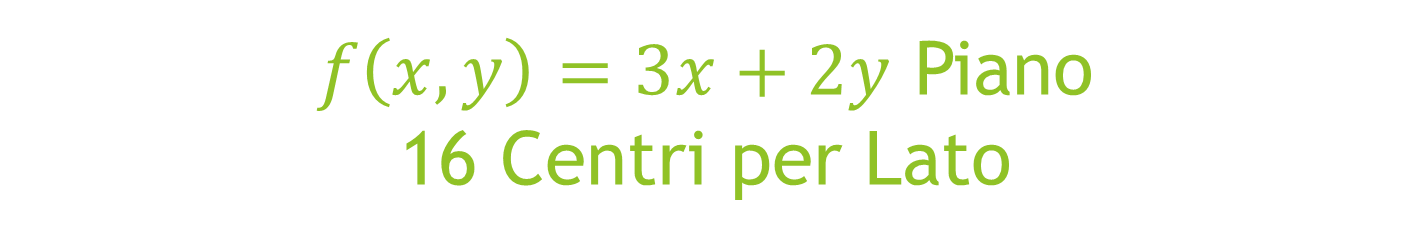 f(x, y) = 3x + 2y Piano
16 Centri per Lato